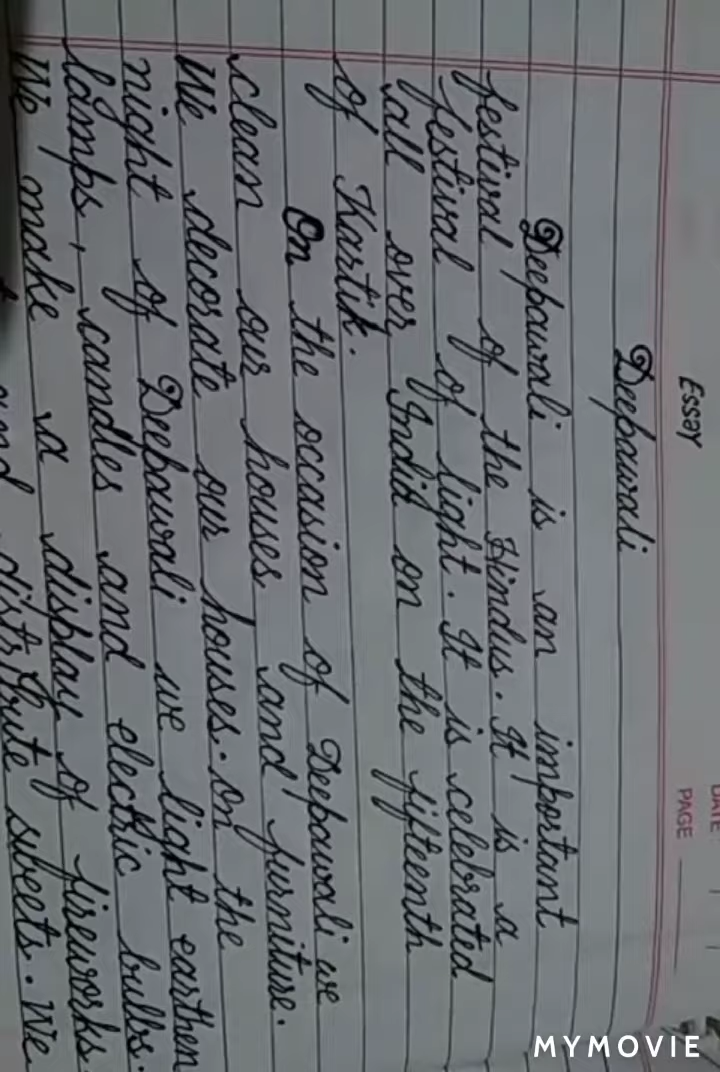 DATE
PAGE
Essay
Deepawali
Deepawali is an important
festival of the Hindus. It is a
festival of light. It is celebrated
all over India on the fifteenth
of Kartik.
On the occasion of Deepawali we
clean our houses and furniture.
We decorate our houses. on the
night of Deepawali we light earthen
lamps, candles and electric bulbs.
We make a display of fireworks.
and distribute sweets. We
MYMOVIE